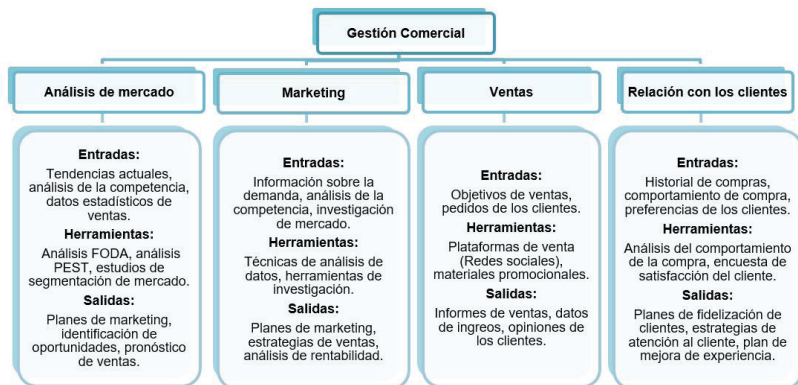 Gestión Comercial
Análisis de mercado
Marketing
Ventas
Relación con los clientes
Entradas:
Tendencias actuales,
análisis de la competencia,
datos estadísticos de
ventas.
Herramientas:
Análisis FODA, análisis
PEST, estudios de
segmentación de mercado.
Salidas:
Planes de marketing,
identificación de
oportunidades, pronóstico
de ventas.
Entradas:
Información sobre la
demanda, análisis de la
competencia, investigación
de mercado.
Herramientas:
Técnicas de análisis de
datos, herramientas de
investigación.
Salidas:
Planes de marketing,
estrategias de ventas,
análisis de rentabilidad.
Entradas:
Objetivos de ventas,
pedidos de los clientes.
Herramientas:
Plataformas de venta
(Redes sociales),
materiales promocionales.
Salidas:
Informes de ventas, datos
de ingreos, opiniones de
los clientes.
Entradas:
Historial de compras,
comportamiento de compra,
preferencias de los clientes.
Herramientas:
Análisis del comportamiento
de la compra, encuesta de
satisfacción del cliente.
Salidas:
Planes de fidelización de
clientes, estrategias de
atención al cliente, plan de
mejora de experiencia.